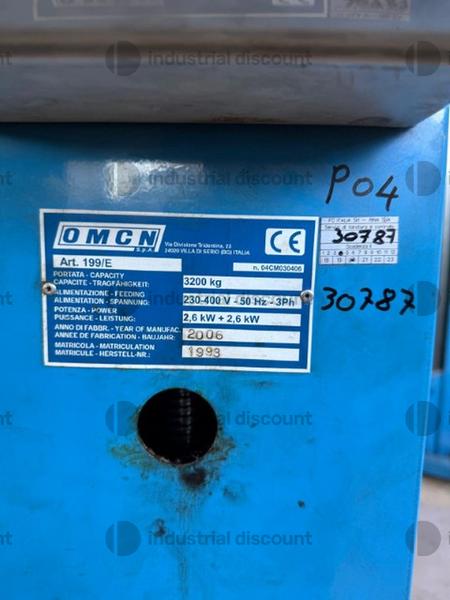 industrial discount
industrial discount
P04
OMCN
S.p.A.
Via Divisione Tridentina, 23
24020 VILLA DI SERIO (BG) ITALIA
CE
Art. 199/E
n. 04CM030406
PORTATA - CAPACITY
CAPACITE - TRAGFÄHIGKEIT:
3200 kg
ALIMENTAZIONE - FEEDING
ALIMENTATION - SPANNUNG:
230-400 V - 50 Hz - 3Ph
POTENZA - POWER
PUISSANCE - LEISTUNG:
2,6 kW + 2,6 kW
ANNO DI FABBR. - YEAR OF MANUFAC.
ANNEE DE FABRICATION - BAUJAHR:
2006
MATRICOLA - MATRICULATION
MATRICULE - HERSTELL-NR.:
1993
30787
30787
industrial discount
industrial discount
industrial discount